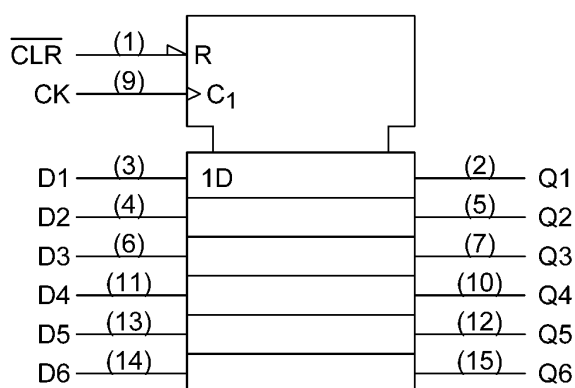 CLR (1) R
CK (9) C1
D1 (3) 1D (2) Q1
D2 (4) (5) Q2
D3 (6) (7) Q3
D4 (11) (10) Q4
D5 (13) (12) Q5
D6 (14) (15) Q6